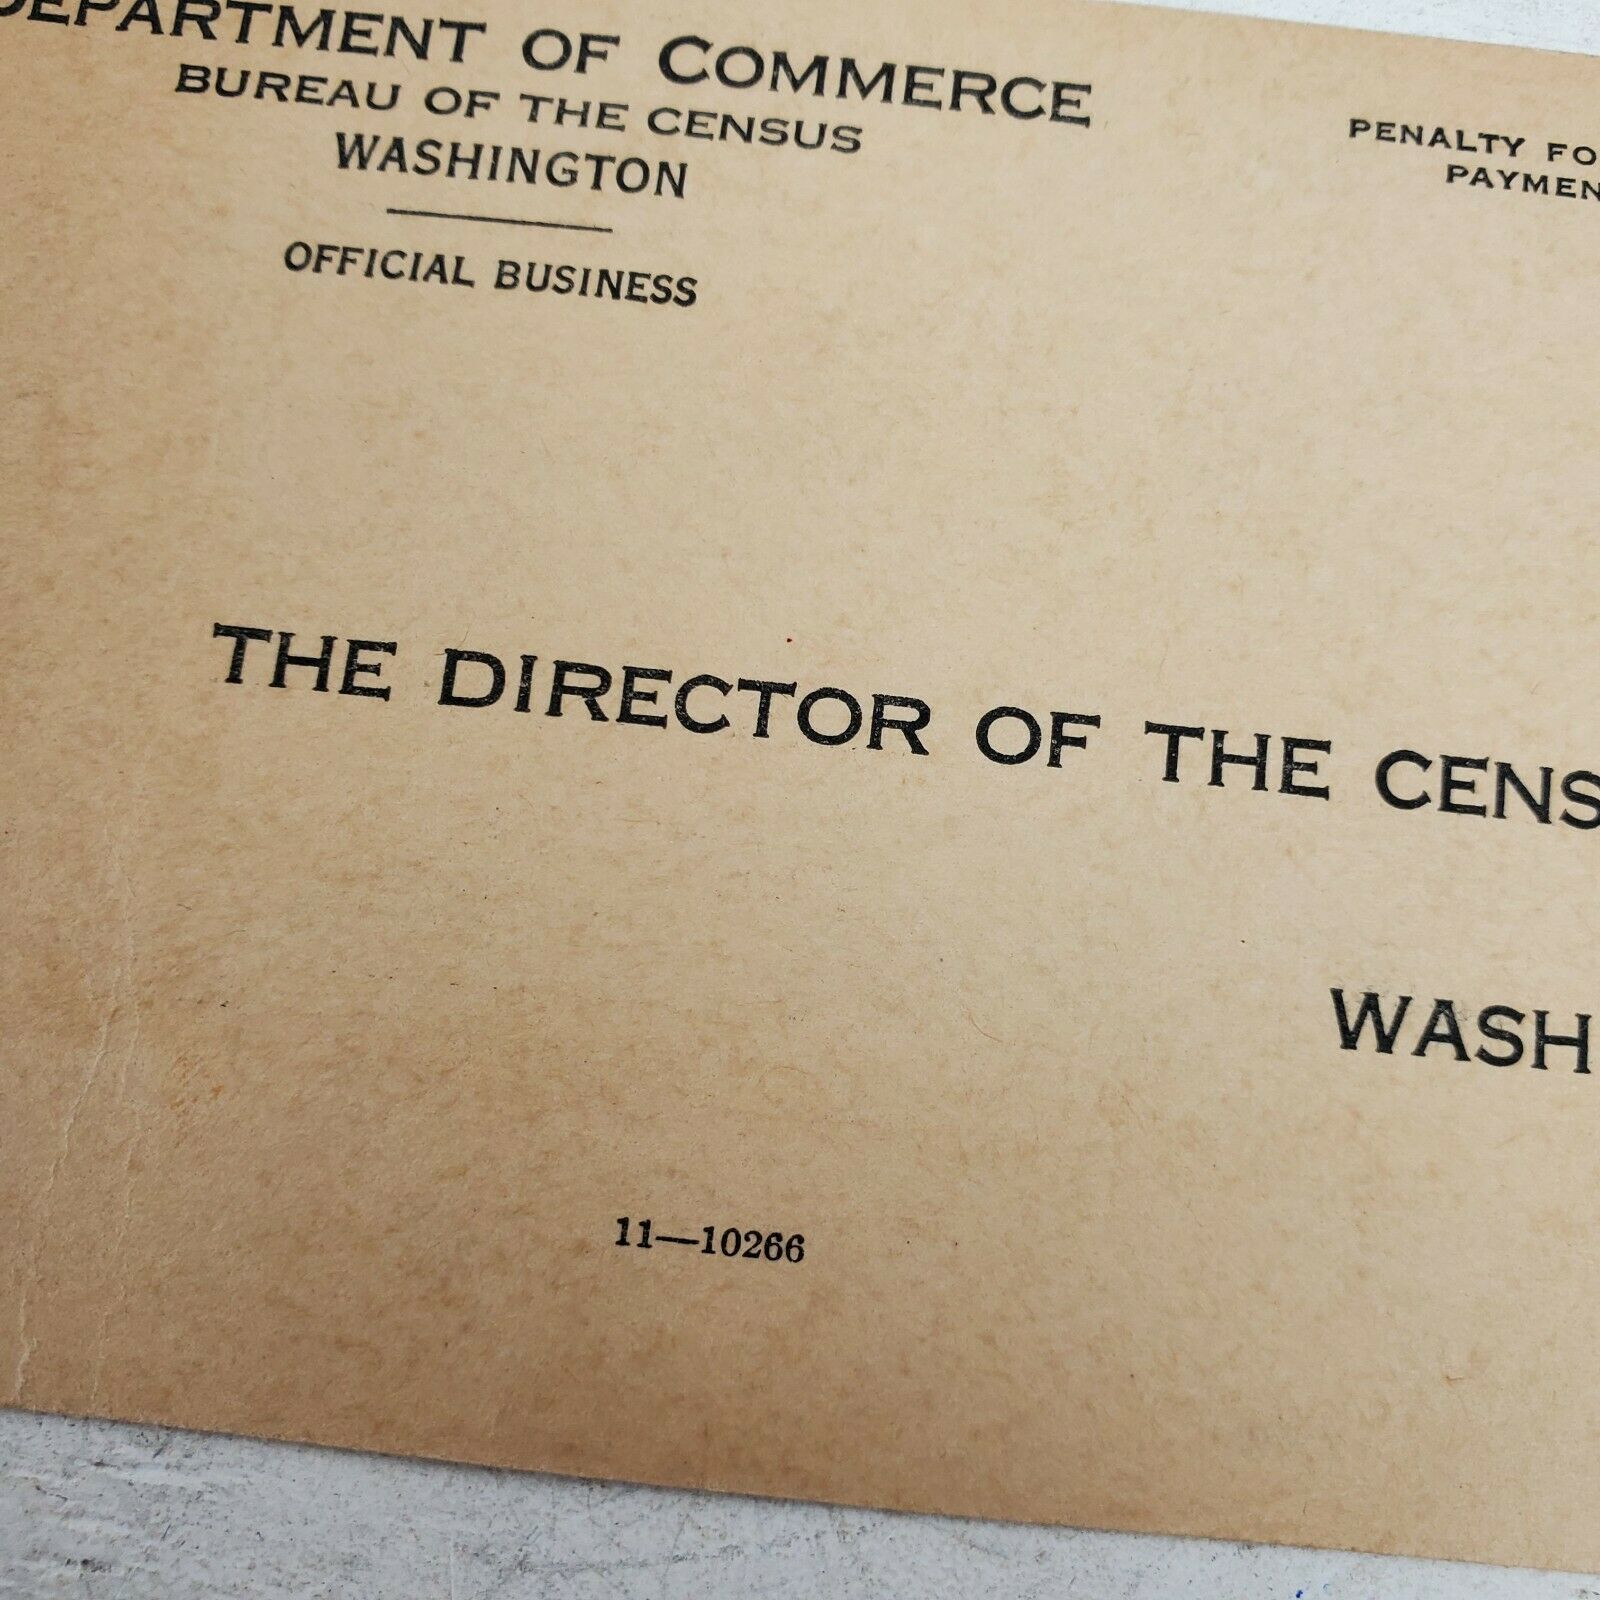 DEPARTMENT OF COMMERCE
BUREAU OF THE CENSUS
WASHINGTON
OFFICIAL BUSINESS
PENALTY FO
PAYMEN
THE DIRECTOR OF THE CENS
WASH
11—10266